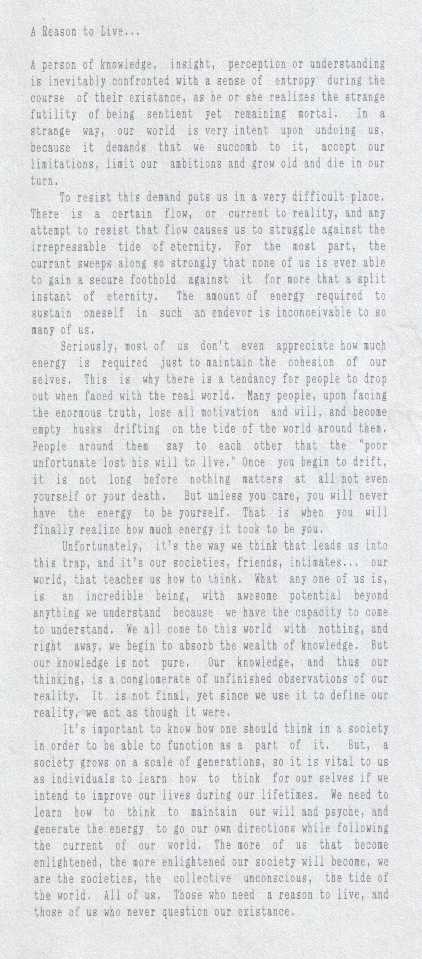 A Reason to Live...
A person of knowledge, insight, perception or understanding
is inevitably confronted with a sense of entropy during the
course of their existance, as he or she realizes the strange
futility of being sentient yet remaining mortal. In a
strange way, our world is very intent upon undoing us,
because it demands that we succomb to it, accept our
limitations, limit our ambitions and grow old and die in our
turn.
To resist this demand puts us in a very difficult place.
There is a certain flow, or current to reality, and any
attempt to resist that flow causes us to struggle against the
irrepressable tide of eternity. For the most part, the
currant sweeps along so strongly that none of us is ever able
to gain a secure foothold against it for more that a split
instant of eternity. The amount of energy required to
sustain oneself in such an endevor is inconceivable to so
many of us.
Seriously, most of us don't even appreciate how much
energy is required just to maintain the cohesion of our
selves. This is why there is a tendancy for people to drop
out when faced with the real world. Many people, upon facing
the enormous truth, lose all motivation and will, and become
empty husks drifting on the tide of the world around them.
People around them say to each other that the "poor
unfortunate lost his will to live." Once you begin to drift,
it is not long before nothing matters at all not even
yourself or your death. But unless you care, you will never
have the energy to be yourself. That is when you will
finally realize how much energy it took to be you.
Unfortunately, it's the way we think that leads us into
this trap, and it's our societies, friends, intimates... our
world, that teaches us how to think. What any one of us is,
is an incredible being, with awesome potential beyond
anything we understand because we have the capacity to come
to understand. We all come to this world with nothing, and
right away, we begin to absorb the wealth of knowledge. But
our knowledge is not pure. Our knowledge, and thus our
thinking, is a conglomerate of unfinished observations of our
reality. It is not final, yet since we use it to define our
reality, we act as though it were.
It's important to know how one should think in a society
in order to be able to function as a part of it. But, a
society grows on a scale of generations, so it is vital to us
as individuals to learn how to think for our selves if we
intend to improve our lives during our lifetimes. We need to
learn how to think to maintain our will and psyche, and
generate the energy to go our own directions while following
the current of our world. The more of us that become
enlightened, the more enlightened our society will become, we
are the societies, the collective unconscious, the tide of
the world. All of us. Those who need a reason to live, and
those of us who never question our existance.